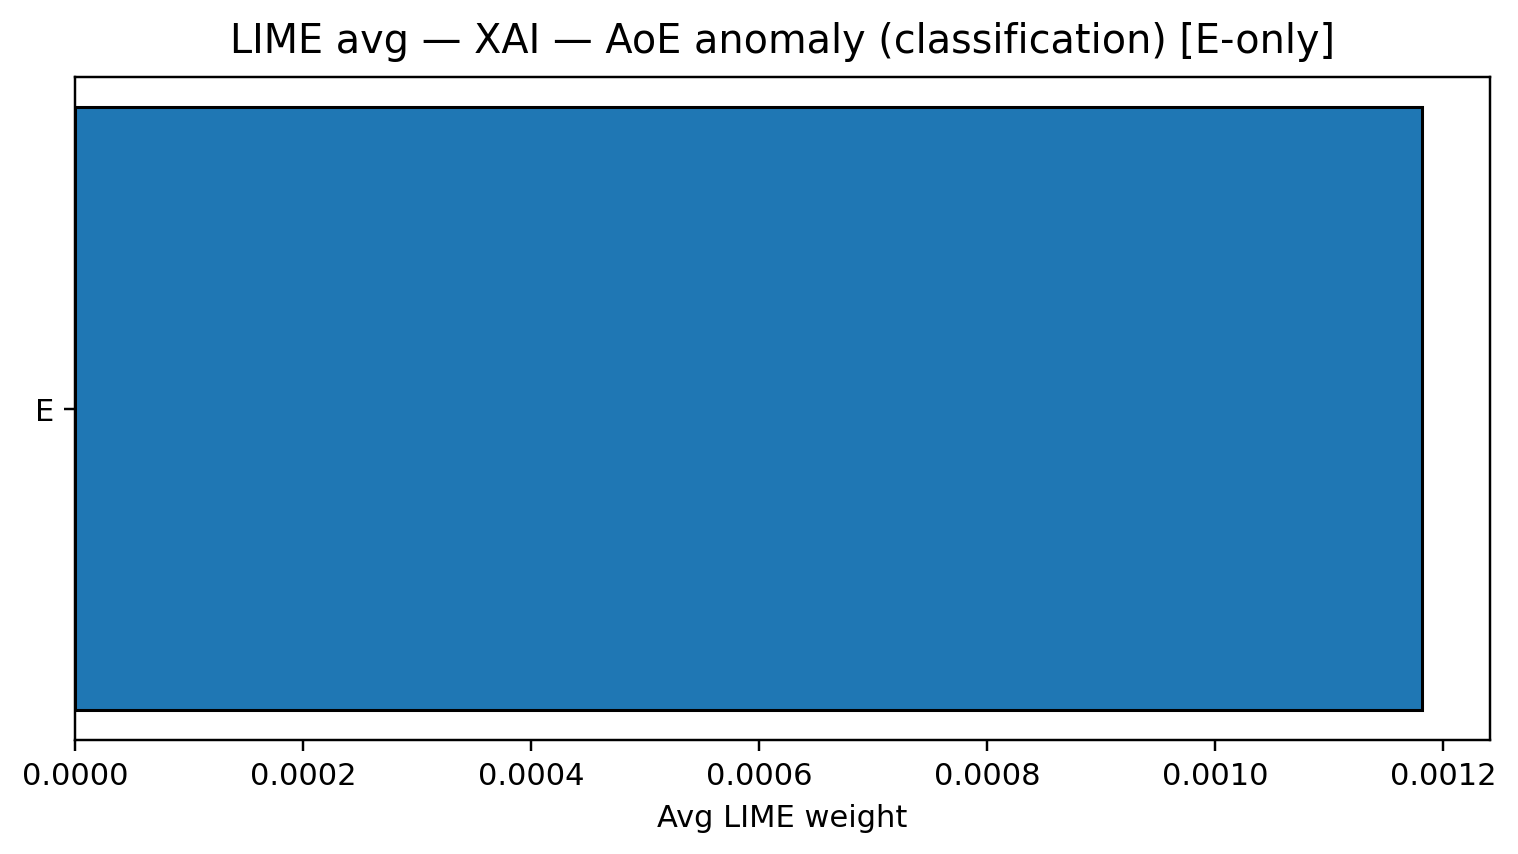 LIME avg — XAI — AoE anomaly (classification) [E-only]
E
0.0000 0.0002 0.0004 0.0006 0.0008 0.0010 0.0012
Avg LIME weight